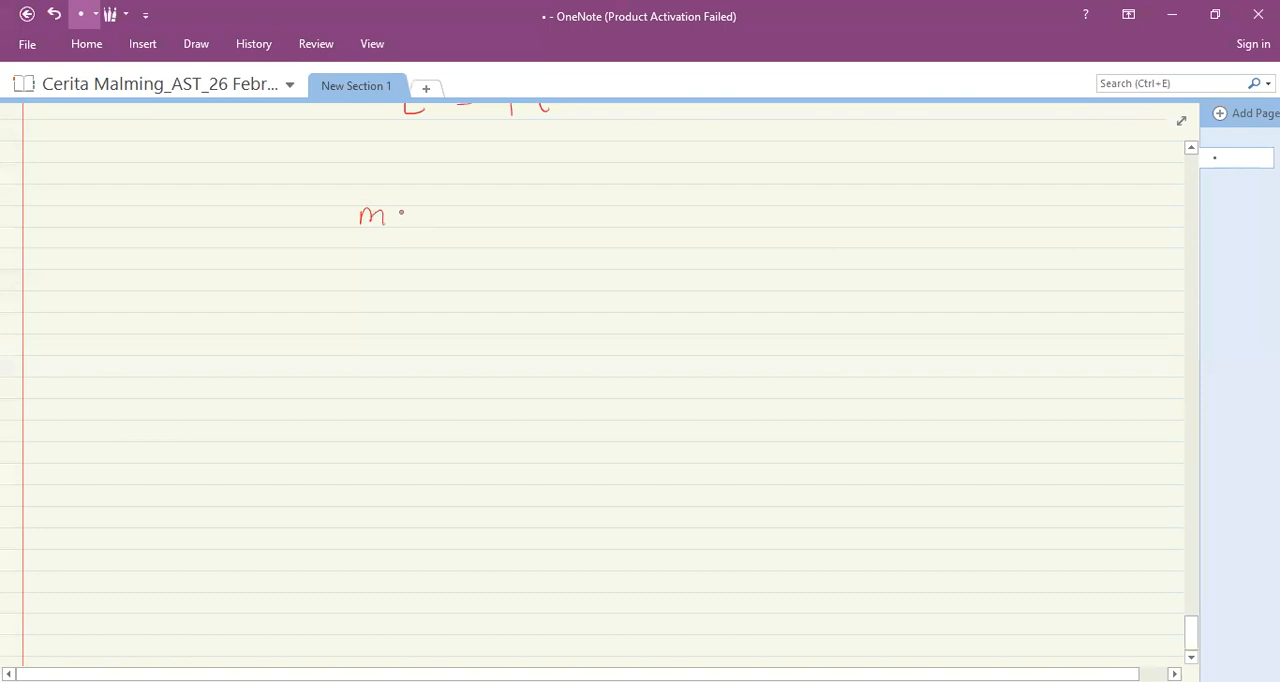 • - OneNote (Product Activation Failed)
?
File
Home
Insert
Draw
History
Review
View
Sign in
Cerita Malming_AST_26 Febr...
New Section 1
+
Search (Ctrl+E)
Add Page
m